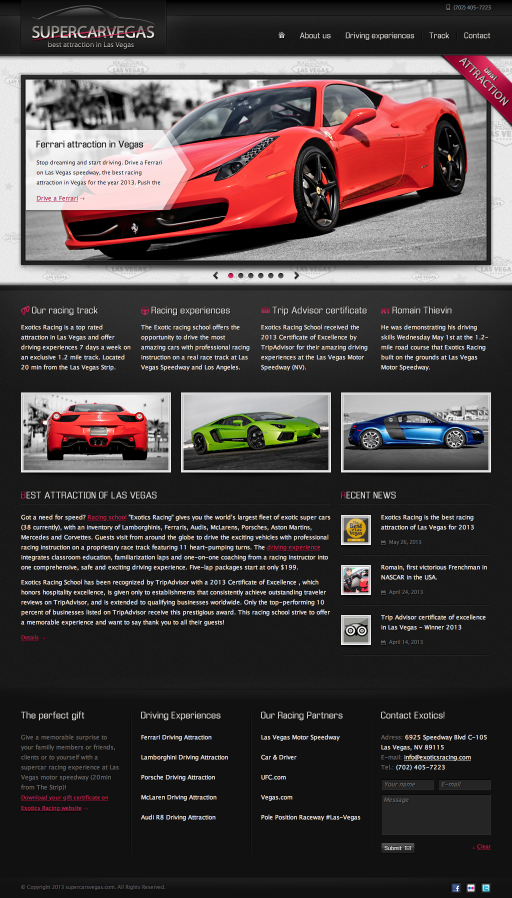 (702) 405-7223
SUPERCARVEGAS
best attraction in Las Vegas
About us
Driving experiences
Track
Contact
Best
ATTRACTION
Ferrari attraction in Vegas
Stop dreaming and start driving. Drive a Ferrari
on Las Vegas speedway, the best racing
attraction in Vegas for the year 2013. Push the
Drive a Ferrari →
Our racing track
Exotics Racing is a top rated
attraction in Las Vegas and offer
driving experiences 7 days a week on
an exclusive 1.2 mile track. Located
20 min from the Las Vegas Strip.
Racing experiences
The Exotic racing school offers the
opportunity to drive the most
amazing cars with professional racing
instruction on a real race track at Las
Vegas Speedway and Los Angeles.
Trip Advisor certificate
Exotics Racing School received the
2013 Certificate of Excellence by
TripAdvisor for their amazing driving
experiences at the Las Vegas Motor
Speedway (NV).
Romain Thievin
He was demonstrating his driving
skills Wednesday May 1st at the 1.2-
mile road course that Exotics Racing
built on the grounds at Las Vegas
Motor Speedway.
BEST ATTRACTION OF LAS VEGAS
Got a need for speed? Racing school "Exotics Racing" gives you the world's largest fleet of exotic super cars
(38 currently), with an inventory of Lamborghinis, Ferraris, Audis, McLarens, Porsches, Aston Martins,
Mercedes and Corvettes. Guests visit from around the globe to drive the exciting vehicles with professional
racing instruction on a proprietary race track featuring 11 heart-pumping turns. The driving experience
integrates classroom education, familiarization laps and one-on-one coaching from a racing instructor into
one comprehensive, safe and exciting driving experience. Five-lap packages start at only $199.
Exotics Racing School has been recognized by TripAdvisor with a 2013 Certificate of Excellence , which
honors hospitality excellence, is given only to establishments that consistently achieve outstanding traveler
reviews on TripAdvisor, and is extended to qualifying businesses worldwide. Only the top-performing 10
percent of businesses listed on TripAdvisor receive this prestigious award. This racing school strive to offer
a memorable experience and want to say thank you to all their guests!
Details →
RECENT NEWS
Exotics Racing is the best racing
attraction of Las Vegas for 2013
May 25, 2013
Romain, first victorious Frenchman in
NASCAR in the USA.
April 24, 2013
Trip Advisor certificate of excellence
in Las Vegas - Winner 2013
April 14, 2013
The perfect gift
Give a memorable surprise to
your family members or friends,
clients or to yourself with a
supercar racing experience at Las
Vegas motor speedway (20min
from The Strip)!
Download your gift certificate on
Exotics Racing website →
Driving Experiences
Ferrari Driving Attraction
Lamborghini Driving Attraction
Porsche Driving Attraction
McLaren Driving Attraction
Audi R8 Driving Attraction
Our Racing Partners
Las Vegas Motor Speedway
Car & Driver
UFC.com
Vegas.com
Pole Position Raceway #Las-Vegas
Contact Exotics!
Adress: 6925 Speedway Blvd C-105
Las Vegas, NV 89115
E-mail: info@exoticsracing.com
Tel.: (702) 405-7223
Your name
E-mail
Message
Submit
Clear
© Copyright 2013 supercarvegas.com. All Rights Reserved.